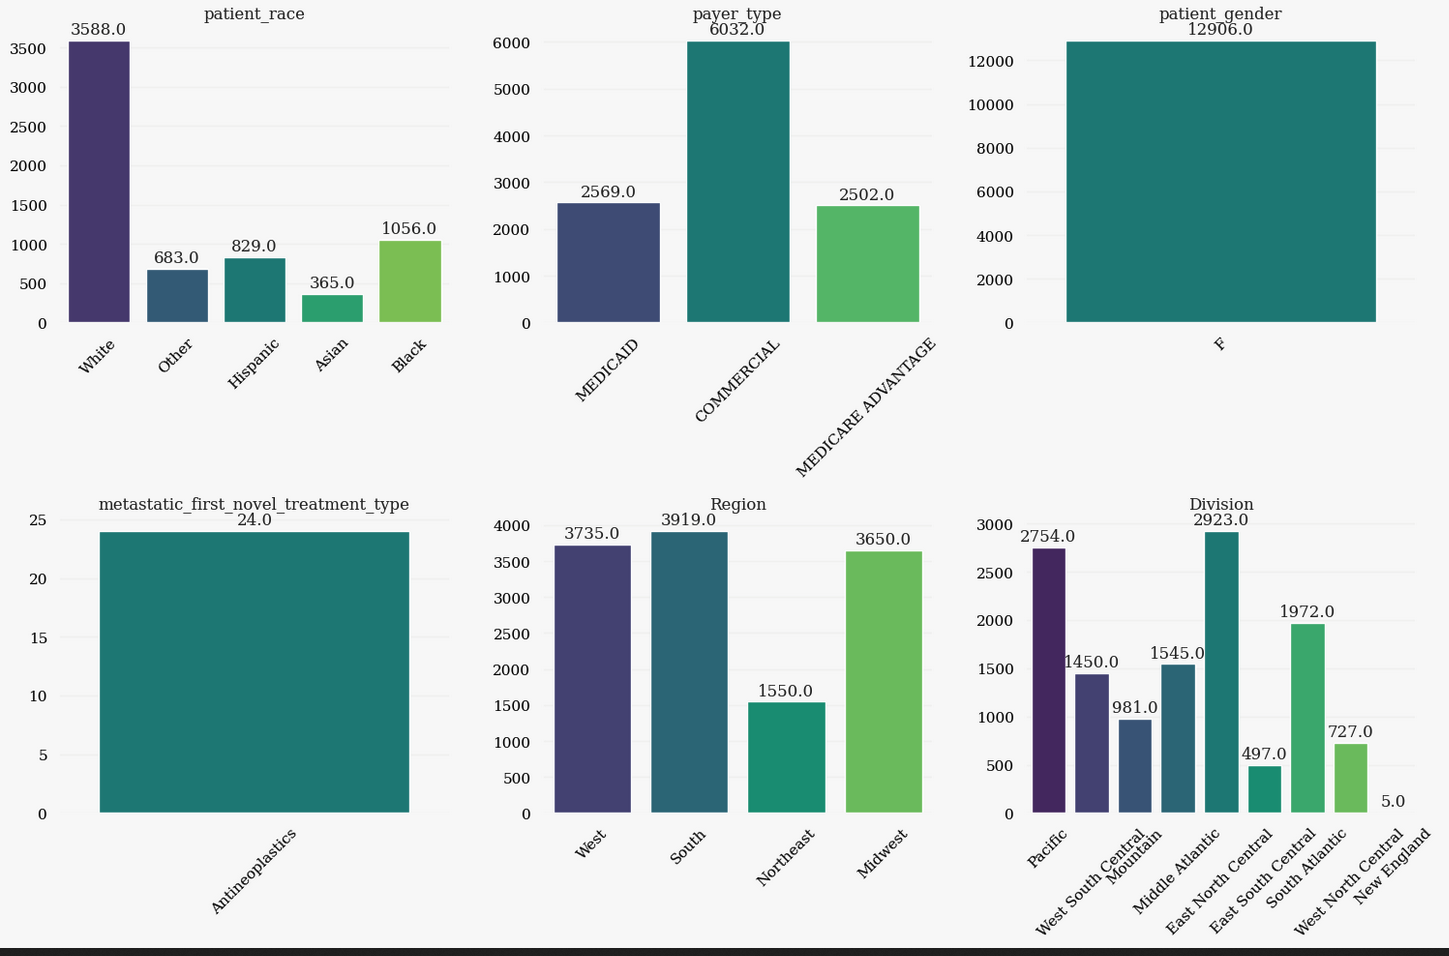 patient_race
3588.0
683.0
829.0
365.0
1056.0
3500
3000
2500
2000
1500
1000
500
0
White
Other
Hispanic
Asian
Black
payer_type
6032.0
2569.0
2502.0
6000
5000
4000
3000
2000
1000
0
MEDICAID
COMMERCIAL
MEDICARE ADVANTAGE
patient_gender
12906.0
12000
10000
8000
6000
4000
2000
0
F
metastatic_first_novel_treatment_type
24.0
25
20
15
10
5
0
Antineoplastics
Region
3735.0
3919.0
1550.0
3650.0
4000
3500
3000
2500
2000
1500
1000
500
0
West
South
Northeast
Midwest
Division
2754.0
1450.0
981.0
1545.0
2923.0
497.0
1972.0
727.0
5.0
3000
2500
2000
1500
1000
500
0
Pacific
West South Central
Mountain
Middle Atlantic
East North Central
East South Central
South Atlantic
West North Central
New England